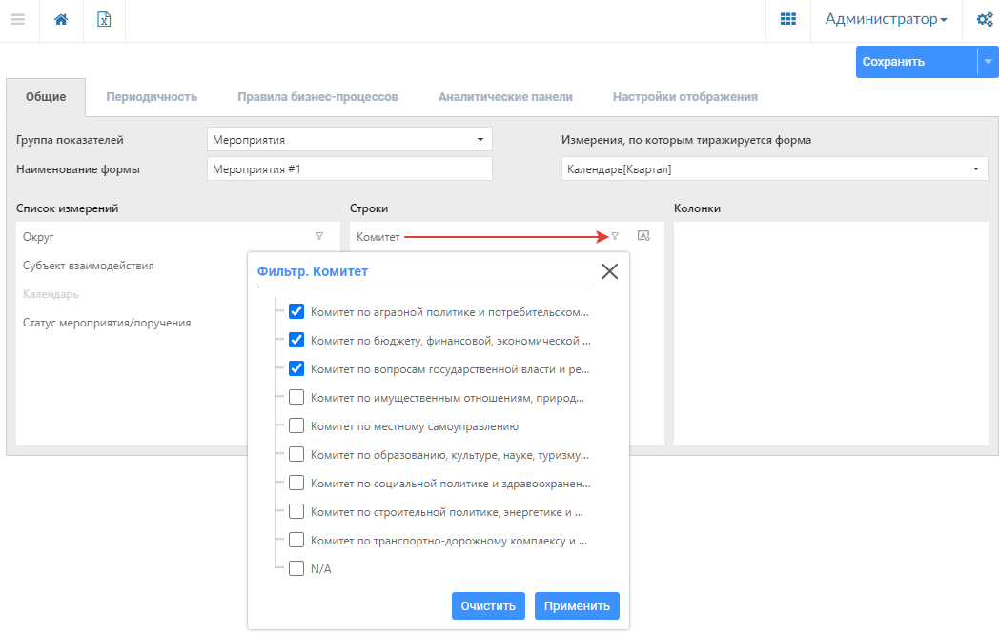 Администратор
Сохранить
Общие
Периодичность
Правила бизнес-процессов
Аналитические панели
Настройки отображения
Группа показателей
Мероприятия
Измерения, по которым тиражируется форма
Наименование формы
Мероприятия #1
Календарь[Квартал]
Список измерений
Строки
Колонки
Округ
Комитет
Субъект взаимодействия
Календарь
Статус мероприятия/поручения
Фильтр. Комитет
Комитет по аграрной политике и потребительском...
Комитет по бюджету, финансовой, экономической ...
Комитет по вопросам государственной власти и ре...
Комитет по имущественным отношениям, природ...
Комитет по местному самоуправлению
Комитет по образованию, культуре, науке, туризму...
Комитет по социальной политике и здравоохранен...
Комитет по строительной политике, энергетике и ...
Комитет по транспортно-дорожному комплексу и ...
N/A
Очистить
Применить